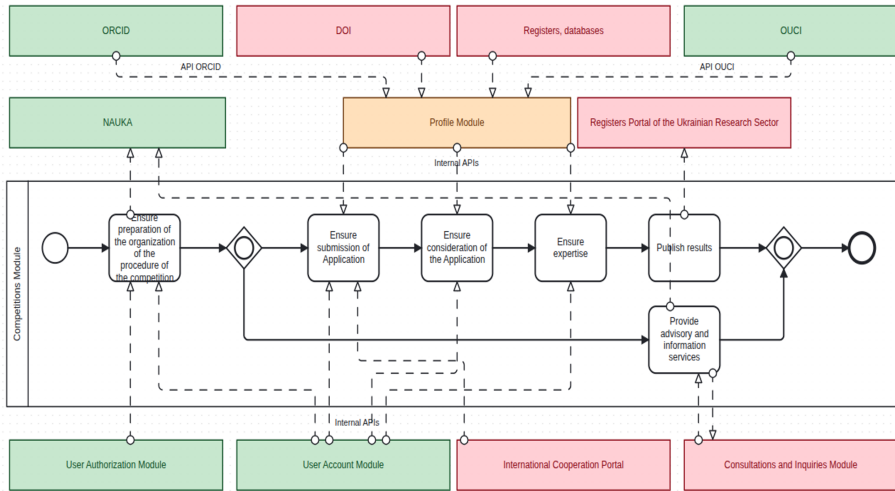 ORCID
DOI
Registers, databases
OUCI
API ORCID
API OUCI
NAUKA
Profile Module
Registers Portal of the Ukrainian Research Sector
Internal APIs
Competitions Module
Ensure
preparation of
the organization
of the
procedure of
the competition
Ensure
submission of
Application
Ensure
consideration of
the Application
Ensure
expertise
Publish results
Provide
advisory and
information
services
Internal APIs
User Authorization Module
User Account Module
International Cooperation Portal
Consultations and Inquiries Module